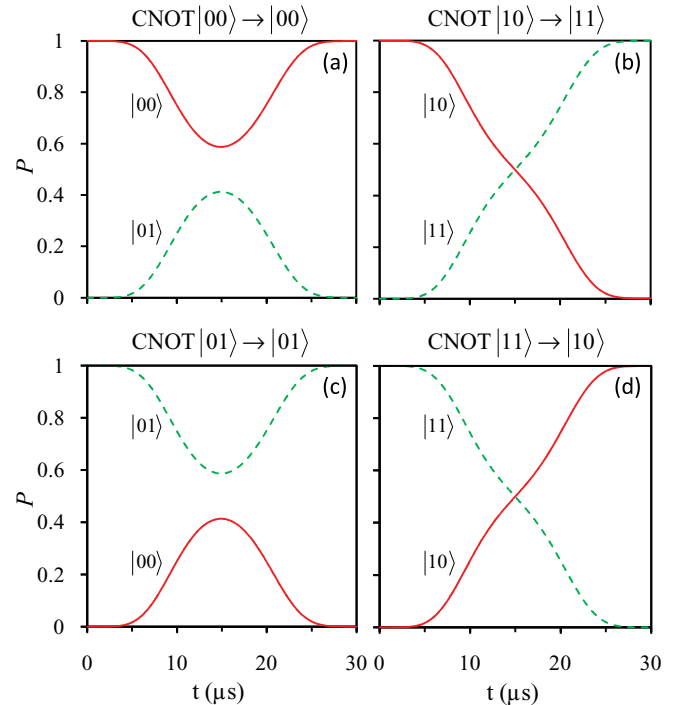 CNOT |00⟩ → |00⟩
CNOT |10⟩ → |11⟩
1
0.8
0.6
0.4
0.2
0
P
(a)
|00⟩
|01⟩
(b)
|10⟩
|11⟩
CNOT |01⟩ → |01⟩
CNOT |11⟩ → |10⟩
1
0.8
0.6
0.4
0.2
0
P
(c)
|01⟩
|00⟩
(d)
|11⟩
|10⟩
0 10 20 30
0 10 20 30
t (μs)
t (μs)